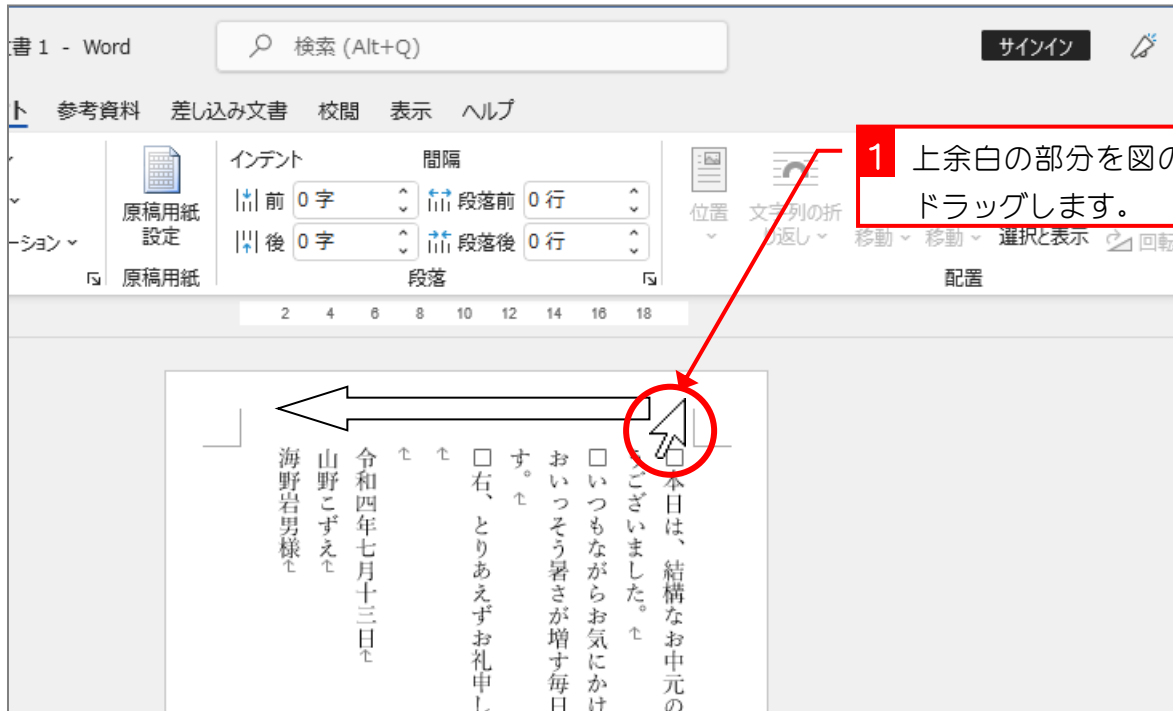 書 1 - Word
検索 (Alt+Q)
サインイン
ト 参考資料 差し込み文書 校閲 表示 ヘルプ
1 上余白の部分を図の
ドラッグします。
インデント 間隔
前 0 字 段落前 0 行
後 0 字 段落後 0 行
原稿用紙
設定
位置
文字列の折
り返し
移動 移動 選択と表示 回転
ーション
原稿用紙 段落 配置
2 4 6 8 10 12 14 16 18
□本日は、結構なお中元の
うございました。↑
□いつもながらお気にかけ
おいっそう暑さが増す毎日
す。↑
□右、とりあえずお礼申し
↑
↑
令和四年七月十三日↑
山野こずえ↑
海野岩男様↑